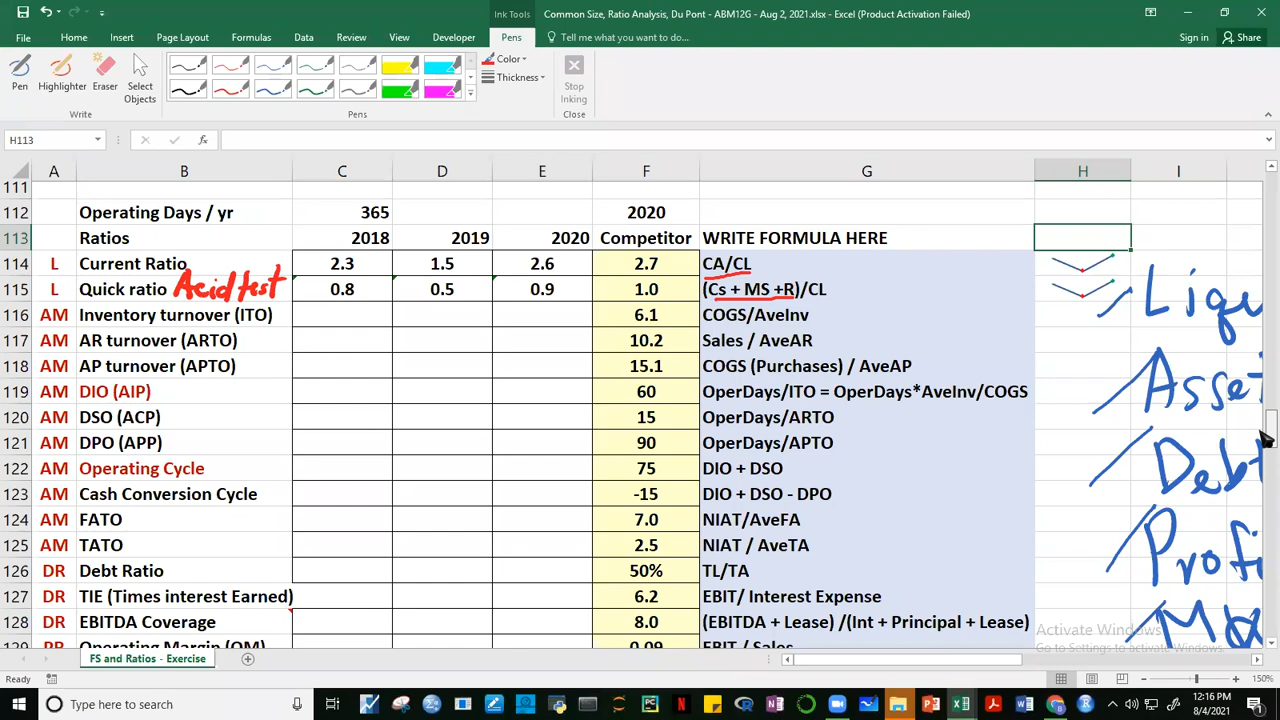 Ink Tools
Common Size, Ratio Analysis, Du Pont - ABM12G - Aug 2, 2021.xlsx - Excel (Product Activation Failed)
File Home Insert Page Layout Formulas Data Review View Developer Pens Tell me what you want to do... Sign in Share
Pen Highlighter Eraser Select Objects
Color
Thickness
Stop Inking
Write Pens Close
H113 fx
A B C D E F G H I
111
112 Operating Days / yr 365 2020
113 Ratios 2018 2019 2020 Competitor WRITE FORMULA HERE
114 L Current Ratio 2.3 1.5 2.6 2.7 CA/CL
115 L Quick ratio Acid test 0.8 0.5 0.9 1.0 (Cs + MS +R)/CL
Liqu
116 AM Inventory turnover (ITO) 6.1 COGS/AveInv
117 AM AR turnover (ARTO) 10.2 Sales / AveAR
118 AM AP turnover (APTO) 15.1 COGS (Purchases) / AveAP
Asset
119 AM DIO (AIP) 60 OperDays/ITO = OperDays*AveInv/COGS
120 AM DSO (ACP) 15 OperDays/ARTO
121 AM DPO (APP) 90 OperDays/APTO
Debt
122 AM Operating Cycle 75 DIO + DSO
123 AM Cash Conversion Cycle -15 DIO + DSO - DPO
124 AM FATO 7.0 NIAT/AveFA
125 AM TATO 2.5 NIAT / AveTA
Profi
126 DR Debt Ratio 50% TL/TA
127 DR TIE (Times interest Earned) 6.2 EBIT/ Interest Expense
128 DR EBITDA Coverage 8.0 (EBITDA + Lease) /(Int + Principal + Lease)
Operating Margin (OM) 0.09 EBIT / Sales
Activate Windows
Go to Settings to activate Windows.
FS and Ratios - Exercise
Ready 150%
Type here to search
12:16 PM
8/4/2021